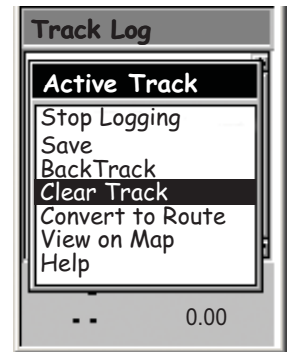 Track Log
Active Track
Stop Logging
Save
BackTrack
Clear Track
Convert to Route
View on Map
Help
- - 0.00